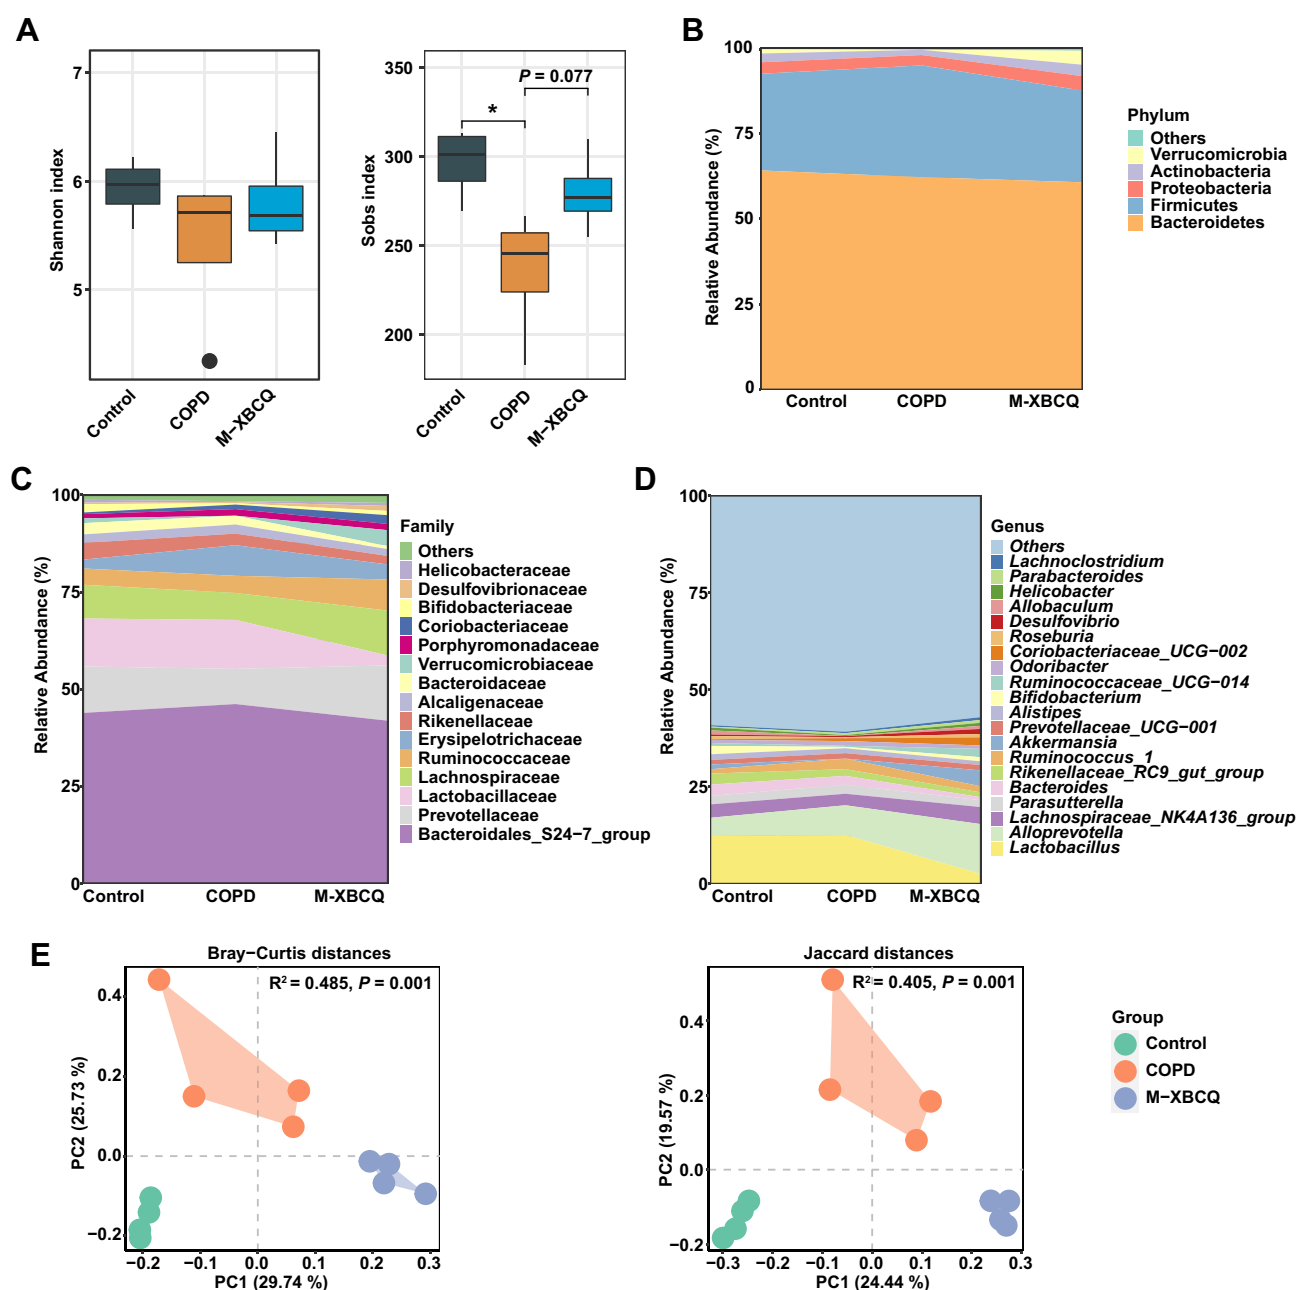 A
Shannon index
7
6
5
Control
COPD
M−XBCQ
Sobs index
350
300
250
200
P = 0.077
*
Control
COPD
M−XBCQ
B
Relative Abundance (%)
100
75
50
25
0
Control
COPD
M-XBCQ
Phylum
Others
Verrucomicrobia
Actinobacteria
Proteobacteria
Firmicutes
Bacteroidetes
C
Relative Abundance (%)
100
75
50
25
0
Control
COPD
M-XBCQ
Family
Others
Helicobacteraceae
Desulfovibrionaceae
Bifidobacteriaceae
Coriobacteriaceae
Porphyromonadaceae
Verrucomicrobiaceae
Bacteroidaceae
Alcaligenaceae
Rikenellaceae
Erysipelotrichaceae
Ruminococcaceae
Lachnospiraceae
Lactobacillaceae
Prevotellaceae
Bacteroidales_S24−7_group
D
Relative Abundance (%)
100
75
50
25
0
Control
COPD
M-XBCQ
Genus
Others
Lachnoclostridium
Parabacteroides
Helicobacter
Allobaculum
Desulfovibrio
Roseburia
Coriobacteriaceae_UCG−002
Odoribacter
Ruminococcaceae_UCG−014
Bifidobacterium
Alistipes
Prevotellaceae_UCG−001
Akkermansia
Ruminococcus_1
Rikenellaceae_RC9_gut_group
Bacteroides
Parasutterella
Lachnospiraceae_NK4A136_group
Alloprevotella
Lactobacillus
E
Bray−Curtis distances
R² = 0.485, P = 0.001
PC2 (25.73 %)
0.4
0.2
0.0
−0.2
−0.2
−0.1
0.0
0.1
0.2
0.3
PC1 (29.74 %)
Jaccard distances
R² = 0.405, P = 0.001
PC2 (19.57 %)
0.4
0.2
0.0
−0.2
−0.3
−0.2
−0.1
0.0
0.1
0.2
0.3
PC1 (24.44 %)
Group
Control
COPD
M−XBCQ